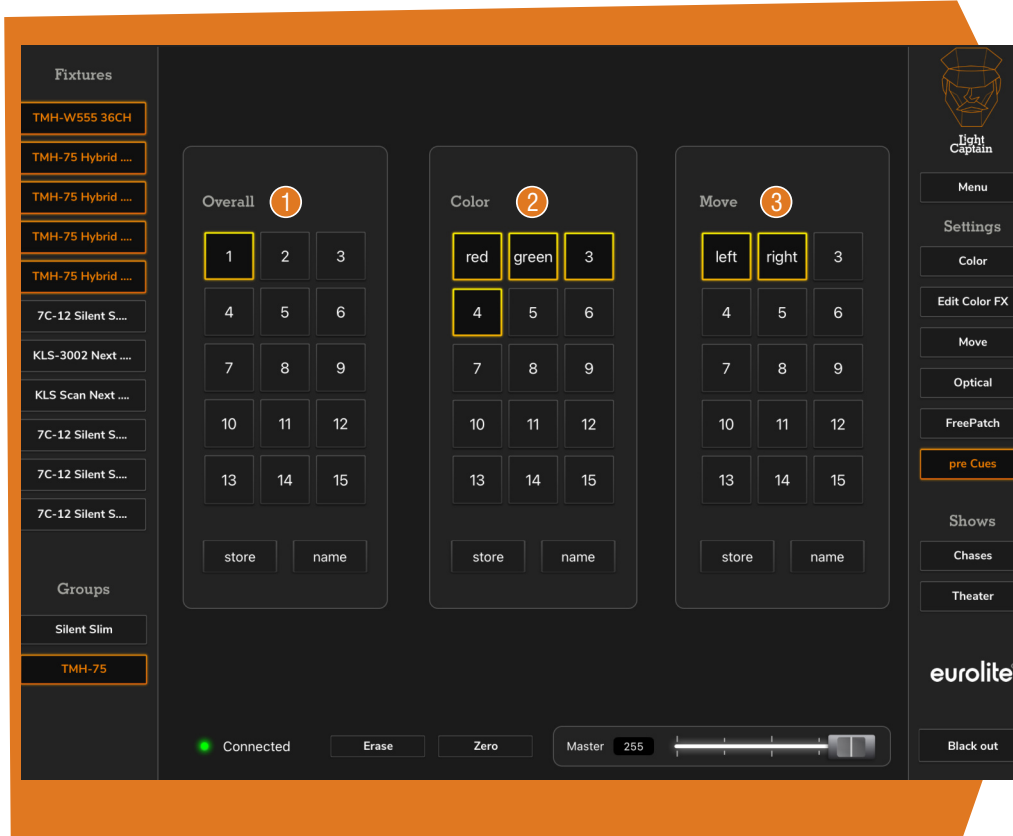 Fixtures
TMH-W555 36CH
TMH-75 Hybrid ....
TMH-75 Hybrid ....
TMH-75 Hybrid ....
TMH-75 Hybrid ....
7C-12 Silent S....
KLS-3002 Next ....
KLS Scan Next ....
7C-12 Silent S....
7C-12 Silent S....
7C-12 Silent S....
Groups
Silent Slim
TMH-75
Overall 1
1 2 3
4 5 6
7 8 9
10 11 12
13 14 15
store name
Color 2
red green 3
4 5 6
7 8 9
10 11 12
13 14 15
store name
Move 3
left right 3
4 5 6
7 8 9
10 11 12
13 14 15
store name
Connected Erase Zero Master 255
Light
Captain
Menu
Settings
Color
Edit Color FX
Move
Optical
FreePatch
pre Cues
Shows
Chases
Theater
eurolite
Black out